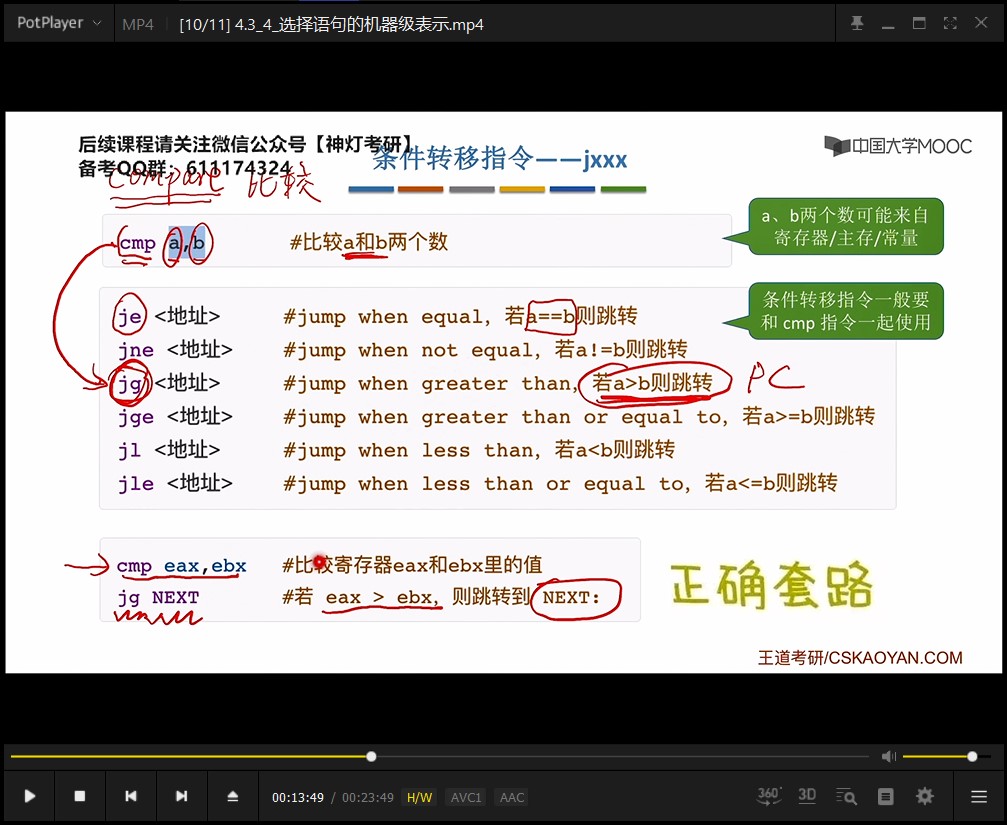 PotPlayer MP4 [10/11] 4.3_4_选择语句的机器级表示.mp4
后续课程请关注微信公众号【神灯考研】
备考QQ群：611174324
条件转移指令——jxxx
中国大学MOOC
compare 比较
cmp a,b #比较a和b两个数
a、b两个数可能来自
寄存器/主存/常量
je <地址> #jump when equal，若a==b则跳转
jne <地址> #jump when not equal，若a!=b则跳转
条件转移指令一般要
和 cmp 指令一起使用
jg <地址> #jump when greater than，若a>b则跳转
PC
jge <地址> #jump when greater than or equal to，若a>=b则跳转
jl <地址> #jump when less than，若a<b则跳转
jle <地址> #jump when less than or equal to，若a<=b则跳转
cmp eax,ebx #比较寄存器eax和ebx里的值
jg NEXT #若 eax > ebx，则跳转到 NEXT:
正确套路
王道考研/CSKAOYAN.COM
00:13:49 / 00:23:49 H/W AVC1 AAC
360° 3D